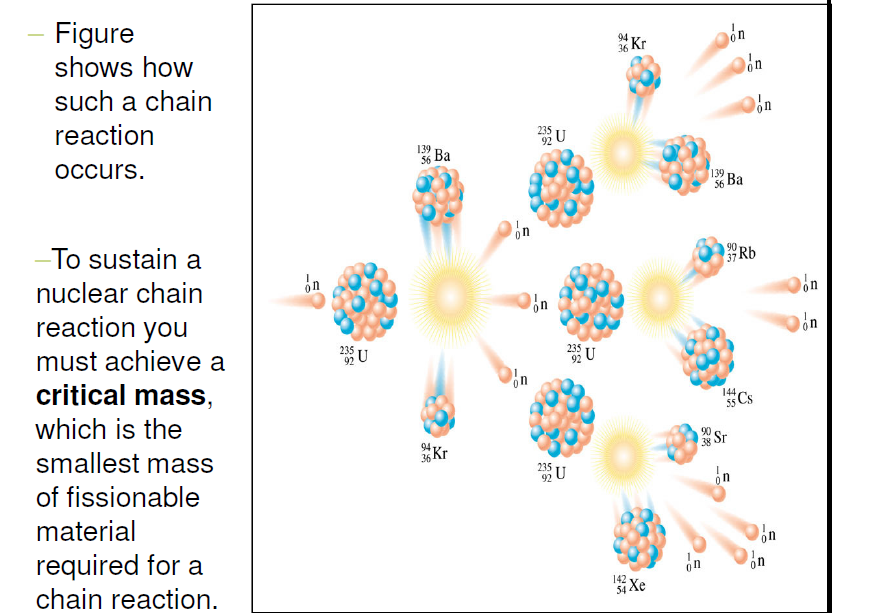 – Figure
shows how
such a chain
reaction
occurs.
–To sustain a
nuclear chain
reaction you
must achieve a
critical mass,
which is the
smallest mass
of fissionable
material
required for a
chain reaction.
1 0 n
235 92 U
139 56 Ba
94 36 Kr
1 0 n
1 0 n
1 0 n
235 92 U
94 36 Kr
1 0 n
1 0 n
1 0 n
139 56 Ba
235 92 U
90 37 Rb
1 0 n
1 0 n
144 55 Cs
235 92 U
90 38 Sr
1 0 n
1 0 n
1 0 n
1 0 n
142 54 Xe